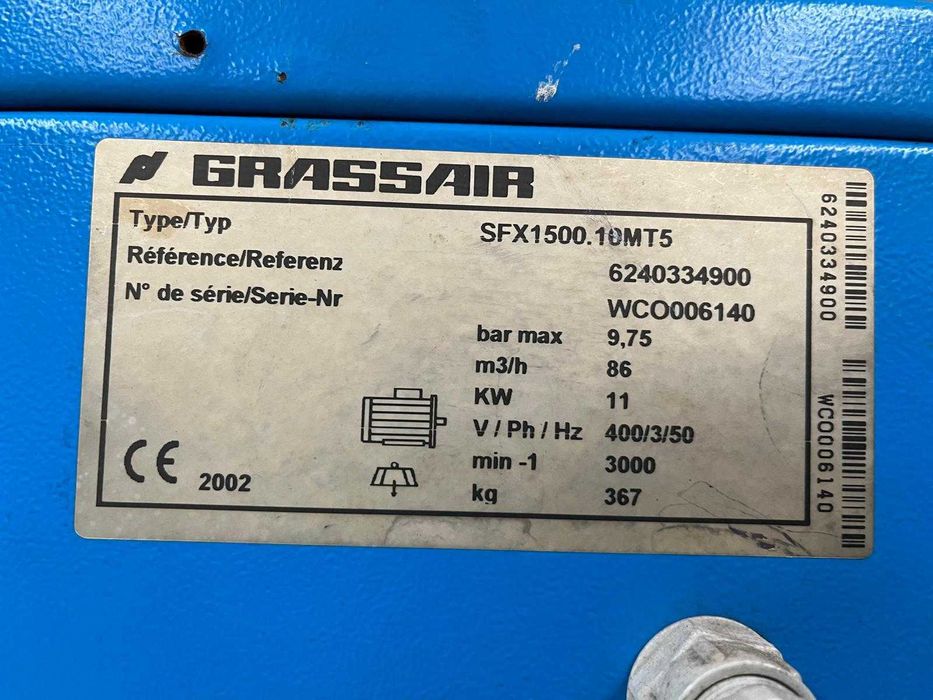 GRASSAIR
Type/Typ SFX1500.10MT5
Référence/Referenz 6240334900
N° de série/Serie-Nr WCO006140
bar max 9,75
m3/h 86
KW 11
V / Ph / Hz 400/3/50
min -1 3000
kg 367
CE 2002
6240334900
WCO006140